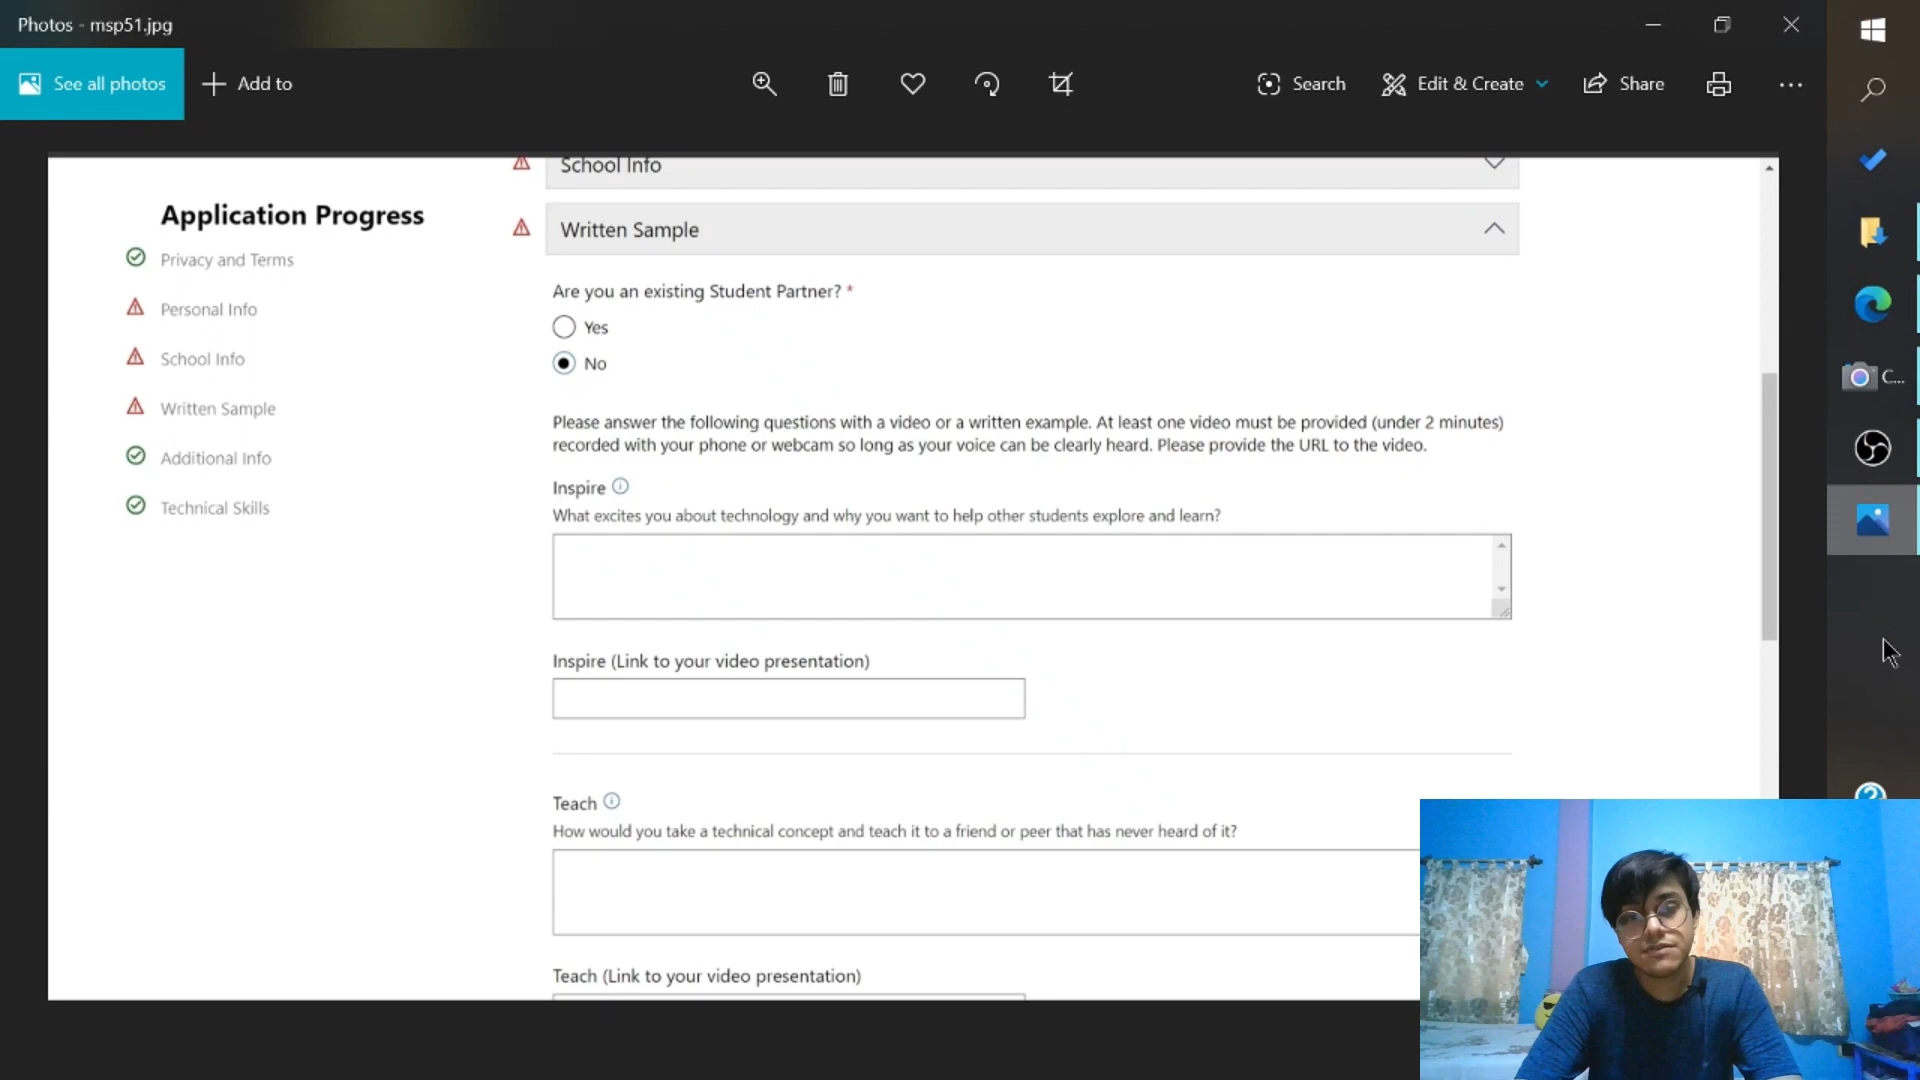 Photos - msp51.jpg
See all photos
Add to
Search
Edit & Create
Share
School Info
Application Progress
Written Sample
Privacy and Terms
Personal Info
School Info
Written Sample
Additional Info
Technical Skills
Are you an existing Student Partner? *
Yes
No
Please answer the following questions with a video or a written example. At least one video must be provided (under 2 minutes)
recorded with your phone or webcam so long as your voice can be clearly heard. Please provide the URL to the video.
Inspire
What excites you about technology and why you want to help other students explore and learn?
Inspire (Link to your video presentation)
Teach
How would you take a technical concept and teach it to a friend or peer that has never heard of it?
Teach (Link to your video presentation)
C...